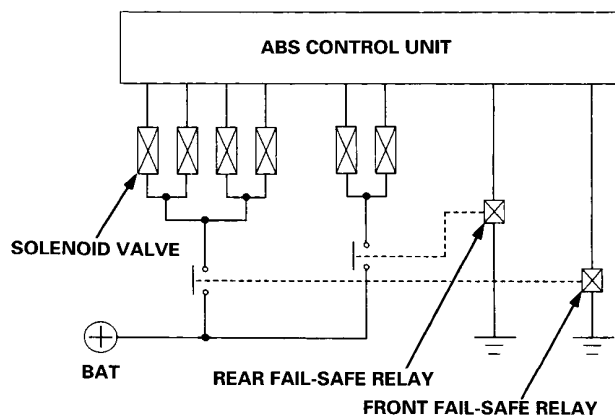 ABS CONTROL UNIT
SOLENOID VALVE
BAT
REAR FAIL-SAFE RELAY
FRONT FAIL-SAFE RELAY